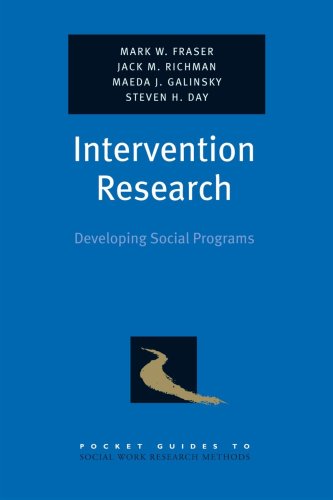 MARK W. FRASER
JACK M. RICHMAN
MAEDA J. GALINSKY
STEVEN H. DAY
Intervention
Research
Developing Social Programs
POCKET GUIDES TO
SOCIAL WORK RESEARCH METHODS